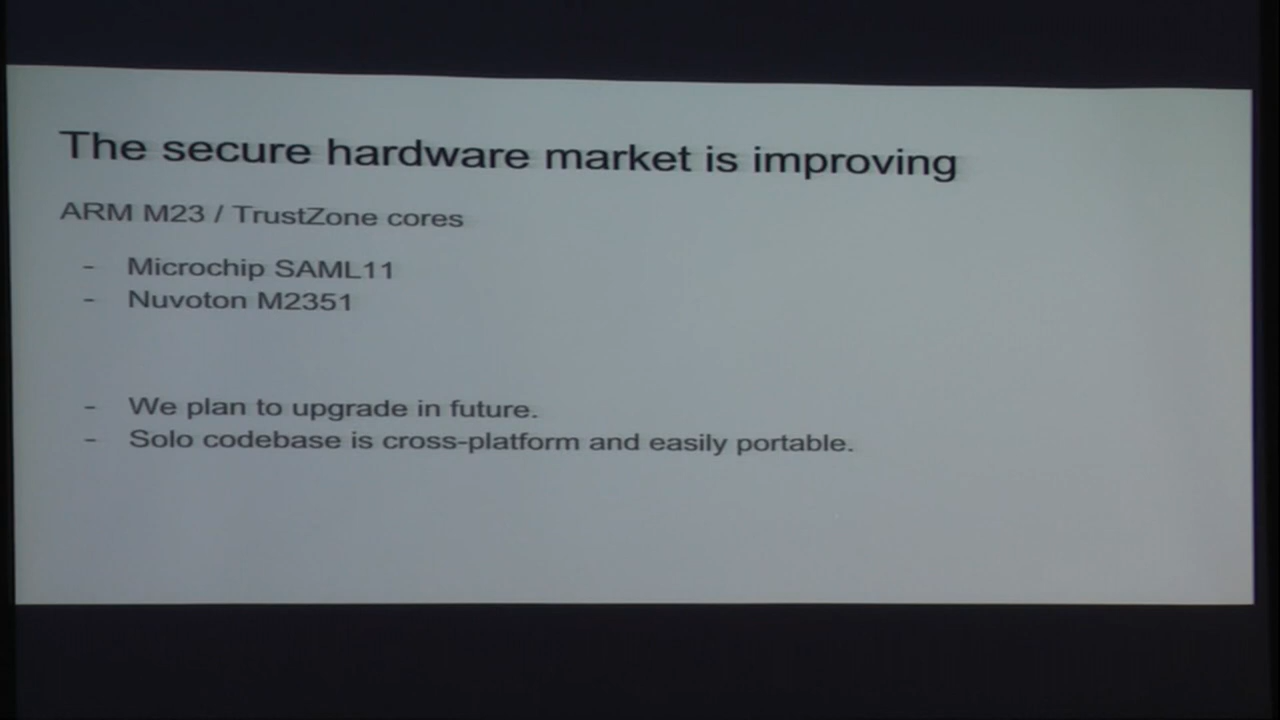 The secure hardware market is improving
ARM M23 / TrustZone cores
- Microchip SAML11
- Nuvoton M2351
- We plan to upgrade in future.
- Solo codebase is cross-platform and easily portable.